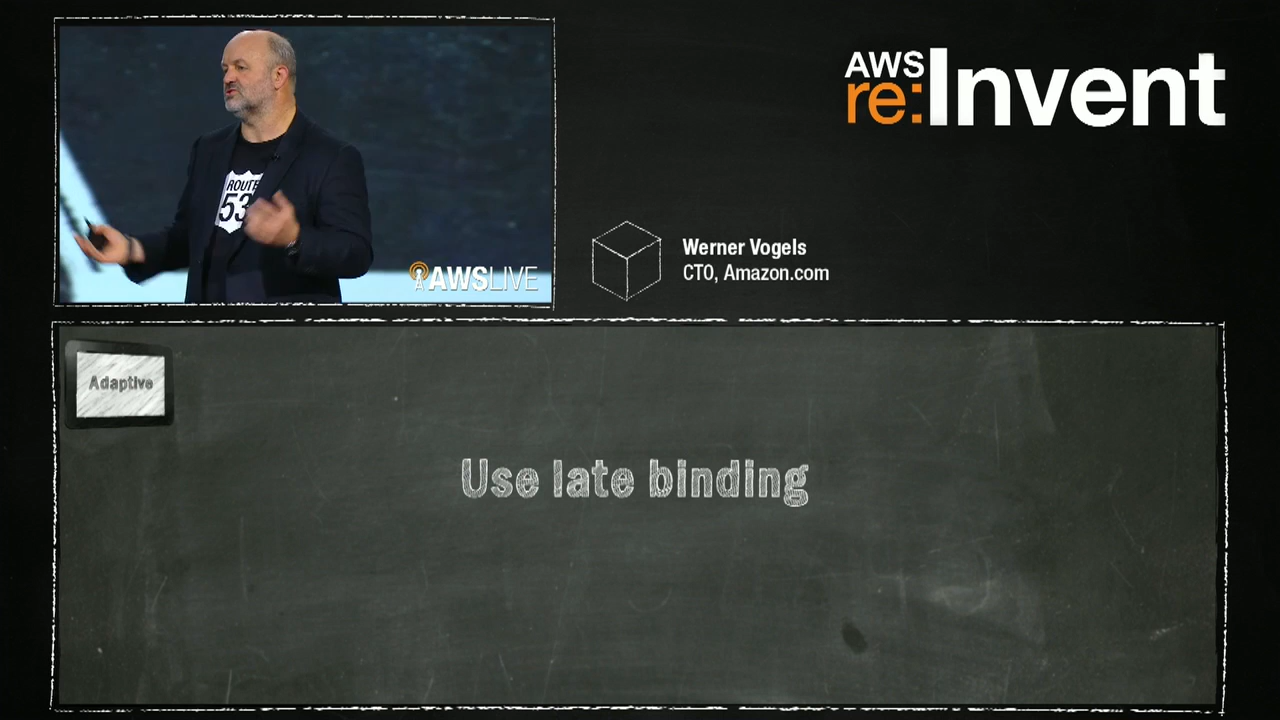 AWS
re:Invent
ROUTE
53
AWSLIVE
Werner Vogels
CTO, Amazon.com
Adaptive
Use late binding